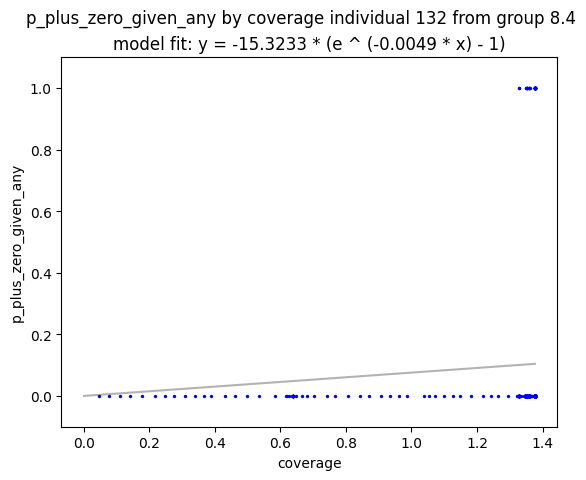 p_plus_zero_given_any by coverage individual 132 from group 8.4
model fit: y = -15.3233 * (e ^ (-0.0049 * x) - 1)
p_plus_zero_given_any
1.0
0.8
0.6
0.4
0.2
0.0
0.0 0.2 0.4 0.6 0.8 1.0 1.2 1.4
coverage